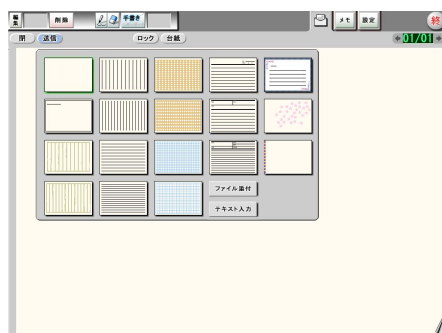 編集 削除 手書き メモ 設定 終
閉 送信 ロック 台紙 01/01
ファイル添付
テキスト入力